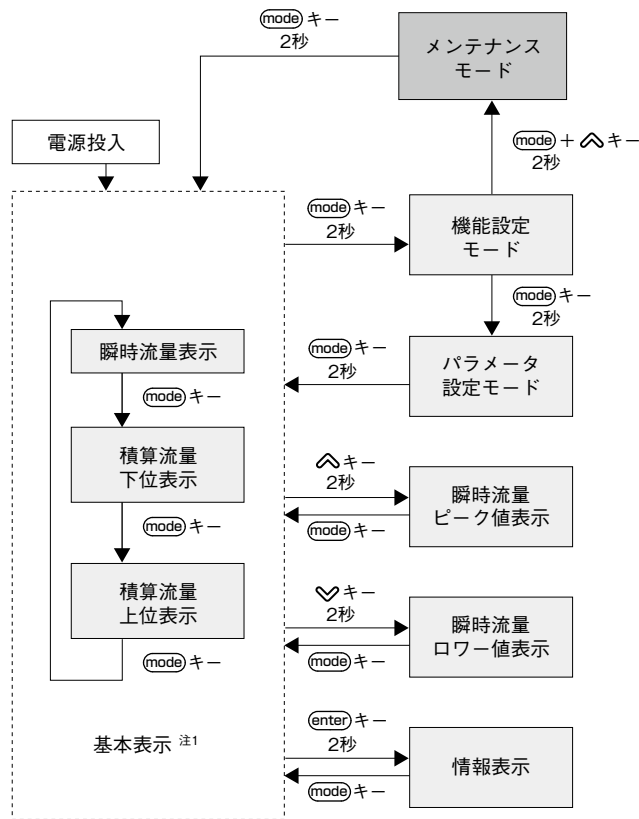 modeキー
2秒
メンテナンス
モード
電源投入
mode＋キー
2秒
modeキー
2秒
機能設定
モード
modeキー
2秒
瞬時流量表示
modeキー
2秒
パラメータ
設定モード
modeキー
積算流量
下位表示
キー
2秒
modeキー
瞬時流量
ピーク値表示
modeキー
積算流量
上位表示
キー
2秒
modeキー
瞬時流量
ロワー値表示
modeキー
基本表示 注1
enterキー
2秒
modeキー
情報表示